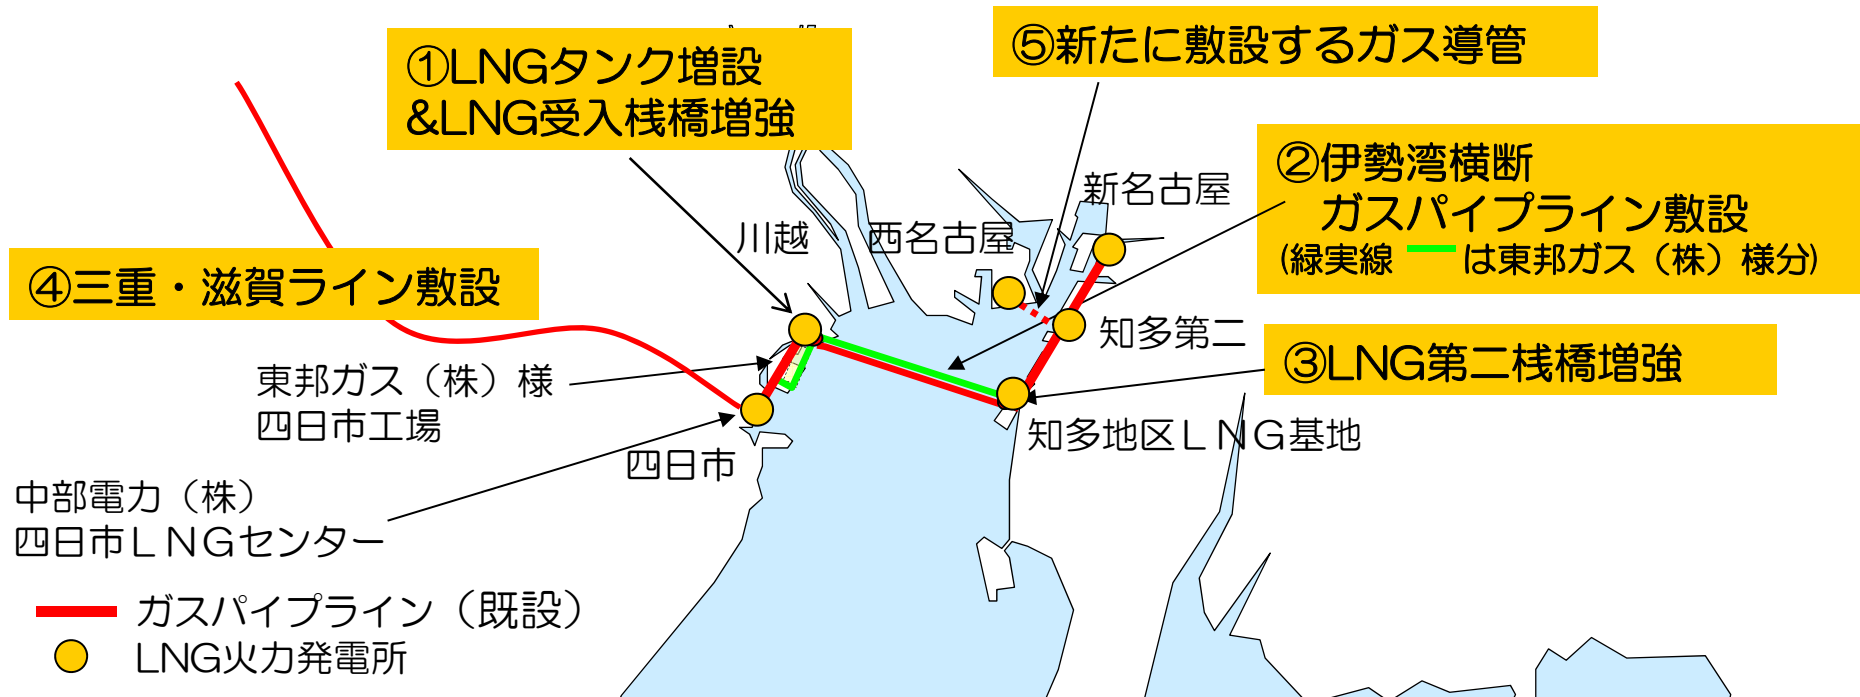 ①LNGタンク増設
&LNG受入桟橋増強
⑤新たに敷設するガス導管
②伊勢湾横断
ガスパイプライン敷設
(緑実線 は東邦ガス（株）様分)
新名古屋
川越
西名古屋
④三重・滋賀ライン敷設
知多第二
③LNG第二桟橋増強
東邦ガス（株）様
四日市工場
知多地区ＬＮＧ基地
四日市
中部電力（株）
四日市ＬＮＧセンター
ガスパイプライン（既設）
LNG火力発電所